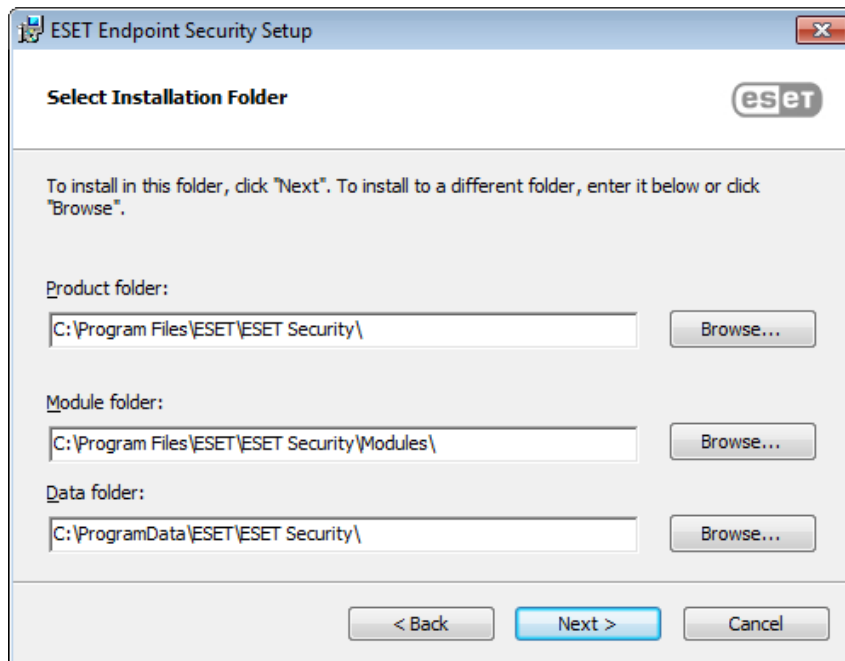 ESET Endpoint Security Setup
Select Installation Folder
eseT
To install in this folder, click "Next". To install to a different folder, enter it below or click
"Browse".
Product folder:
C:\Program Files\ESET\ESET Security\
Browse...
Module folder:
C:\Program Files\ESET\ESET Security\Modules\
Browse...
Data folder:
C:\ProgramData\ESET\ESET Security\
Browse...
< Back
Next >
Cancel